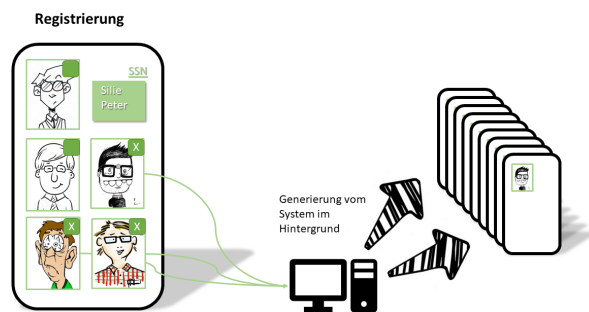 Registrierung
SSN
Silie
Peter
X
X
X
Generierung vom
System im
Hintergrund